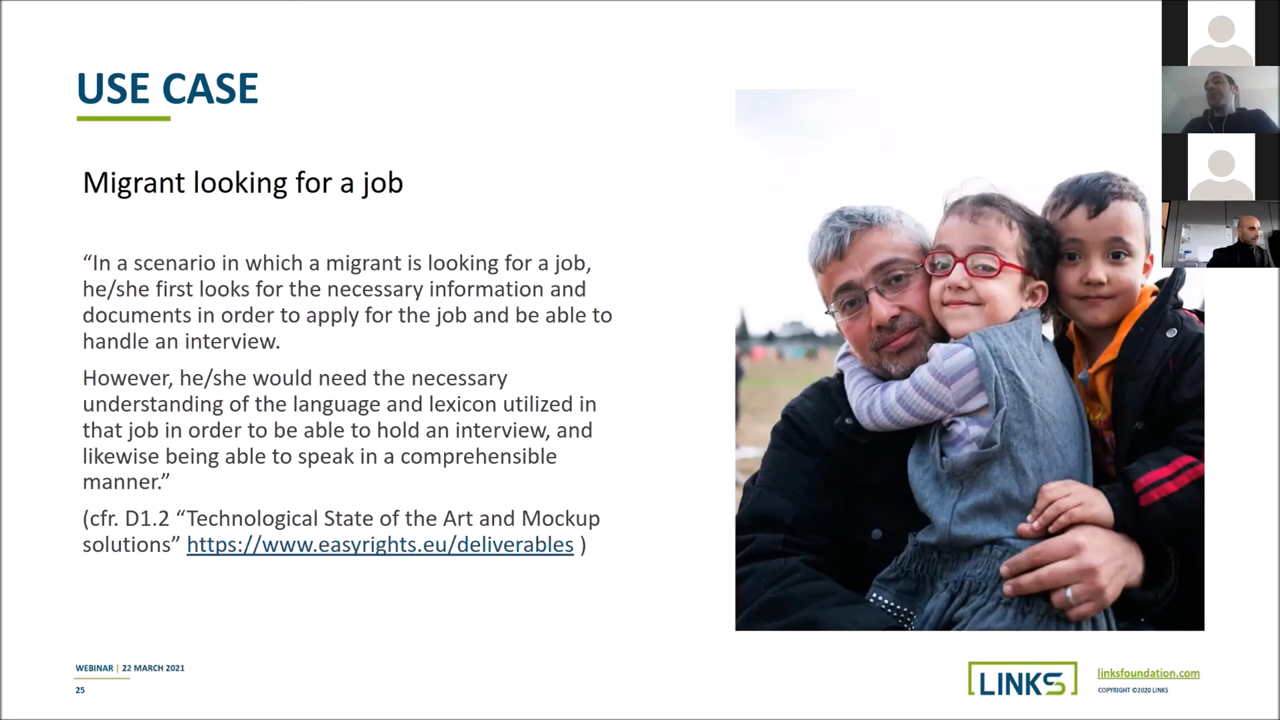 USE CASE
Migrant looking for a job
“In a scenario in which a migrant is looking for a job,
he/she first looks for the necessary information and
documents in order to apply for the job and be able to
handle an interview.
However, he/she would need the necessary
understanding of the language and lexicon utilized in
that job in order to be able to hold an interview, and
likewise being able to speak in a comprehensible
manner.”
(cfr. D1.2 “Technological State of the Art and Mockup
solutions” https://www.easyrights.eu/deliverables )
WEBINAR | 22 MARCH 2021
25
LINKS
linksfoundation.com
COPYRIGHT ©2020 LINKS